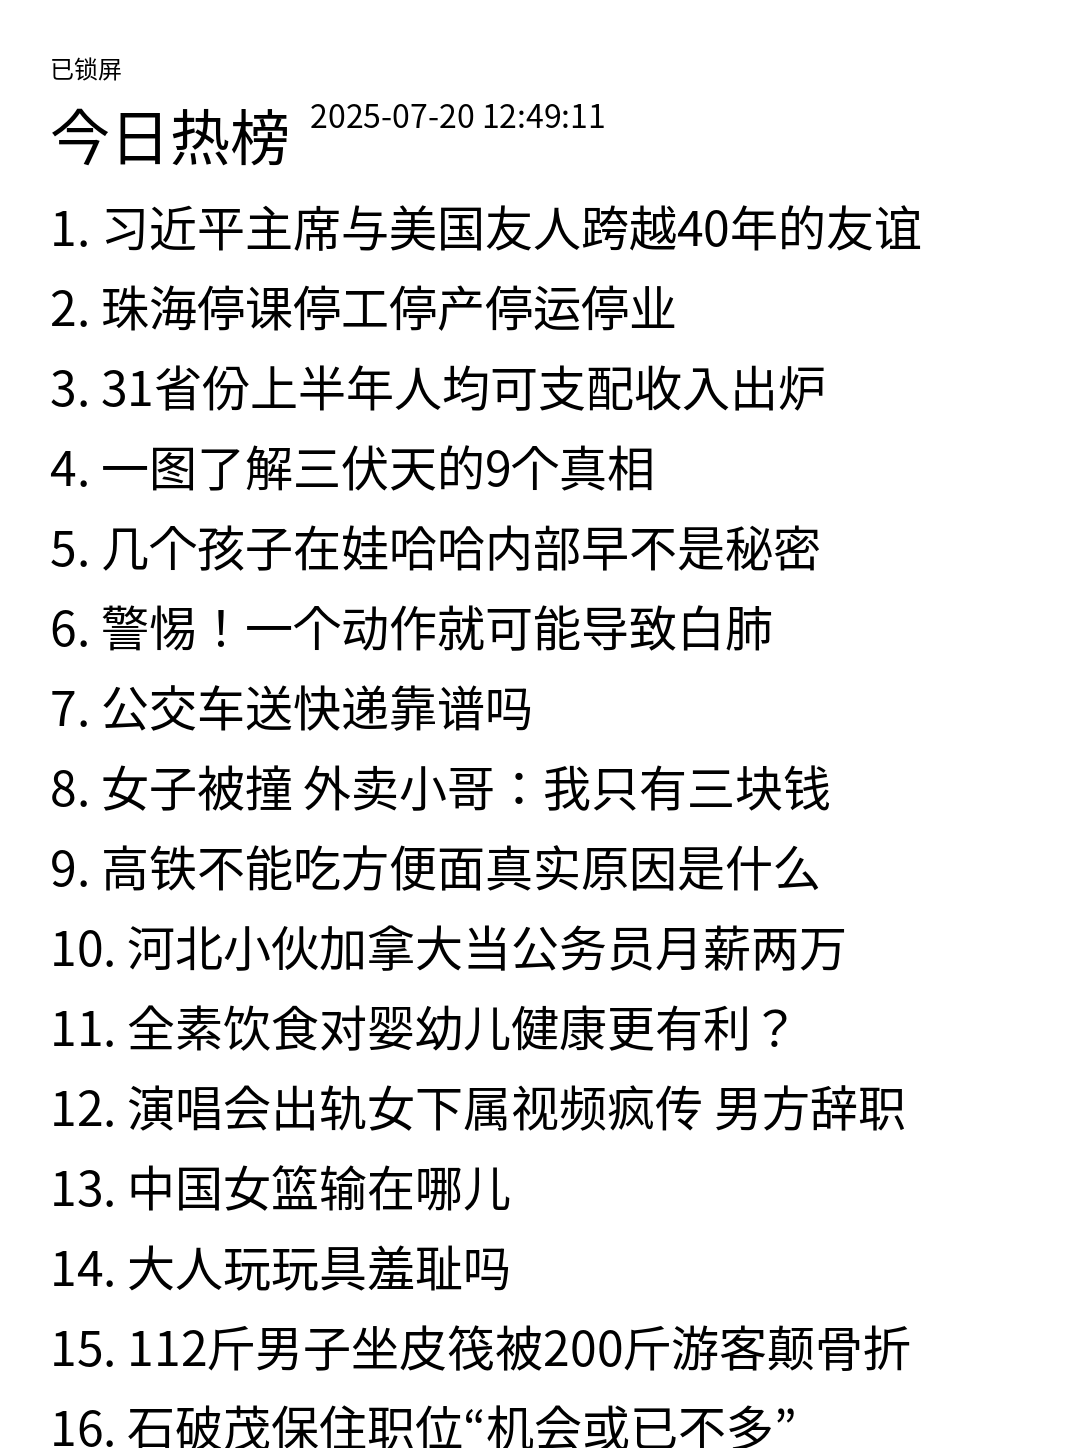 已锁屏
今日热榜 2025-07-20 12:49:11
1. 习近平主席与美国友人跨越40年的友谊
2. 珠海停课停工停产停运停业
3. 31省份上半年人均可支配收入出炉
4. 一图了解三伏天的9个真相
5. 几个孩子在娃哈哈内部早不是秘密
6. 警惕！一个动作就可能导致白肺
7. 公交车送快递靠谱吗
8. 女子被撞 外卖小哥：我只有三块钱
9. 高铁不能吃方便面真实原因是什么
10. 河北小伙加拿大当公务员月薪两万
11. 全素饮食对婴幼儿健康更有利？
12. 演唱会出轨女下属视频疯传 男方辞职
13. 中国女篮输在哪儿
14. 大人玩玩具羞耻吗
15. 112斤男子坐皮筏被200斤游客颠骨折
16. 石破茂保住职位“机会或已不多”